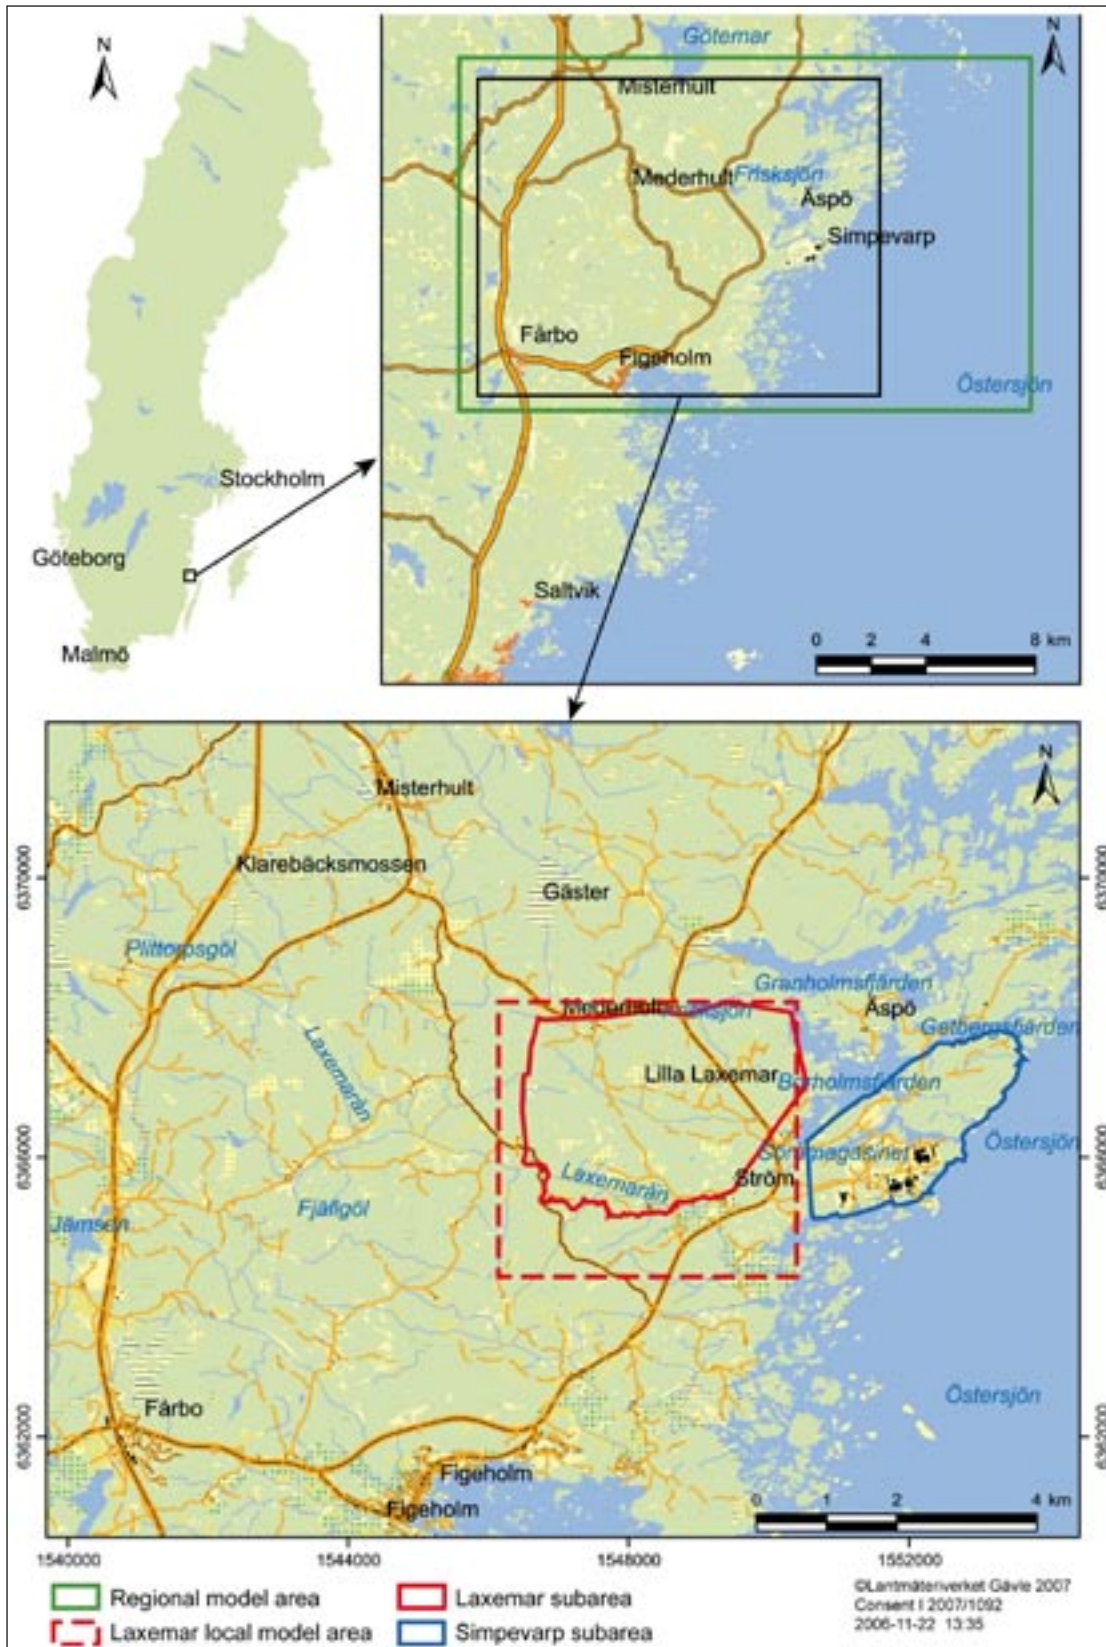 N
Stockholm
Göteborg
Malmö
N
Götemar
Misterhult
Mederhult
Frisksjön
Äspö
Simpevarp
Fårbo
Figeholm
Östersjön
Saltvik
0 2 4 8 km
N
Misterhult
Klarebäcksmossen
Gäster
Plittorpsgöl
Granholmsfjärden
Äspö
Mederhult
Getbergsfjärden
Laxemarån
Lilla Laxemar
Borholmsfjärden
Östersjön
Sörmagasinet
Laxemarån
Ström
Fjällgöl
Jämsen
Östersjön
Fårbo
Figeholm
Figeholm
0 1 2 4 km
6370000
6366000
6362000
6370000
6366000
6362000
1540000 1544000 1548000 1552000
Regional model area
Laxemar subarea
Laxemar local model area
Simpevarp subarea
©Lantmäteriverket Gävle 2007
Consent I 2007/1092
2006-11-22 13:35